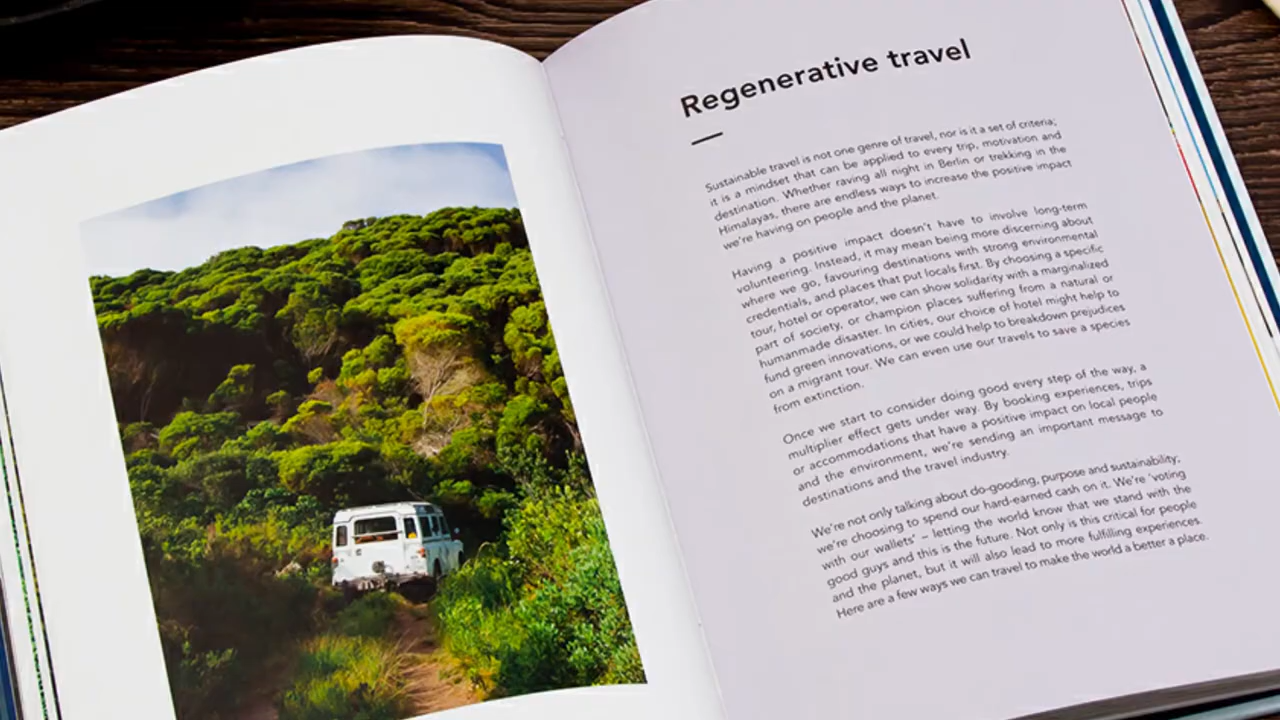 Regenerative travel
Sustainable travel is not one genre of travel, nor is it a set of criteria;
it is a mindset that can be applied to every trip, motivation and
destination. Whether raving all night in Berlin or trekking in the
Himalayas, there are endless ways to increase the positive impact
we're having on people and the planet.
Having a positive impact doesn't have to involve long-term
volunteering. Instead, it may mean being more discerning about
where we go, favouring destinations with strong environmental
credentials, and places that put locals first. By choosing a specific
tour, hotel or operator, we can show solidarity with a marginalized
part of society, or champion places suffering from a natural or
humanmade disaster. In cities, our choice of hotel might help to
fund green innovations, or we could help to breakdown prejudices
on a migrant tour. We can even use our travels to save a species
from extinction.
Once we start to consider doing good every step of the way, a
multiplier effect gets under way. By booking experiences, trips
or accommodations that have a positive impact on local people
and the environment, we're sending an important message to
destinations and the travel industry.
We're not only talking about do-gooding, purpose and sustainability;
we're choosing to spend our hard-earned cash on it. We're 'voting
with our wallets' – letting the world know that we stand with the
good guys and this is the future. Not only is this critical for people
and the planet, but it will also lead to more fulfilling experiences.
Here are a few ways we can travel to make the world a better a place.